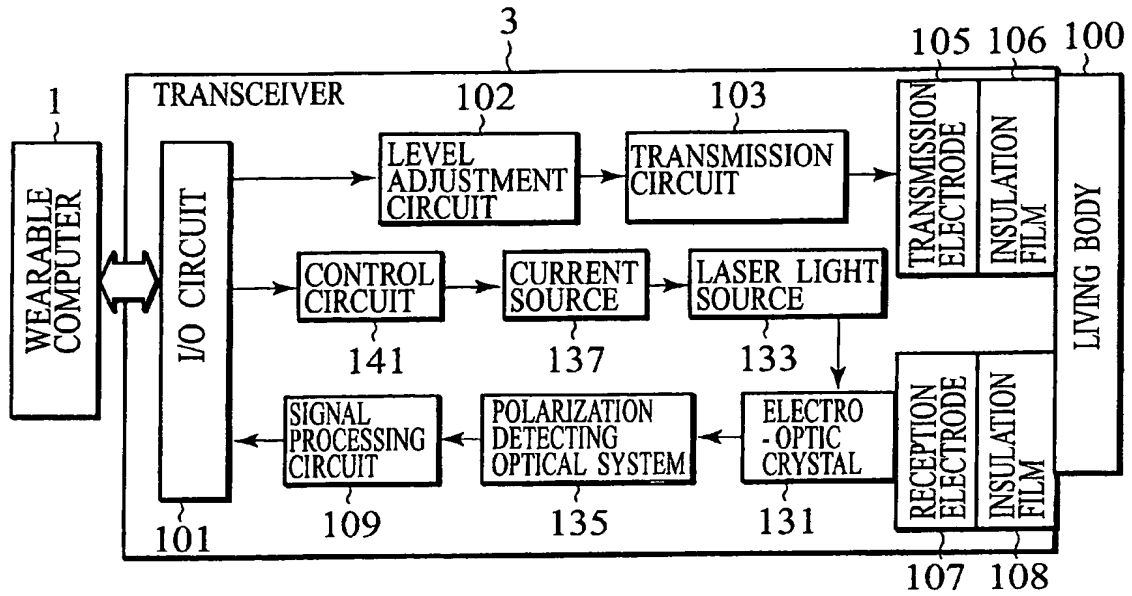 3
105
106
100
TRANSCEIVER
1
102
103
WEARABLE
COMPUTER
I/O CIRCUIT
LEVEL
ADJUSTMENT
CIRCUIT
TRANSMISSION
CIRCUIT
TRANSMISSION
ELECTRODE
INSULATION
FILM
LIVING BODY
CONTROL
CIRCUIT
CURRENT
SOURCE
LASER LIGHT
SOURCE
141
137
133
SIGNAL
PROCESSING
CIRCUIT
POLARIZATION
DETECTING
OPTICAL SYSTEM
ELECTRO
-OPTIC
CRYSTAL
RECEPTION
ELECTRODE
INSULATION
FILM
101
109
135
131
107
108